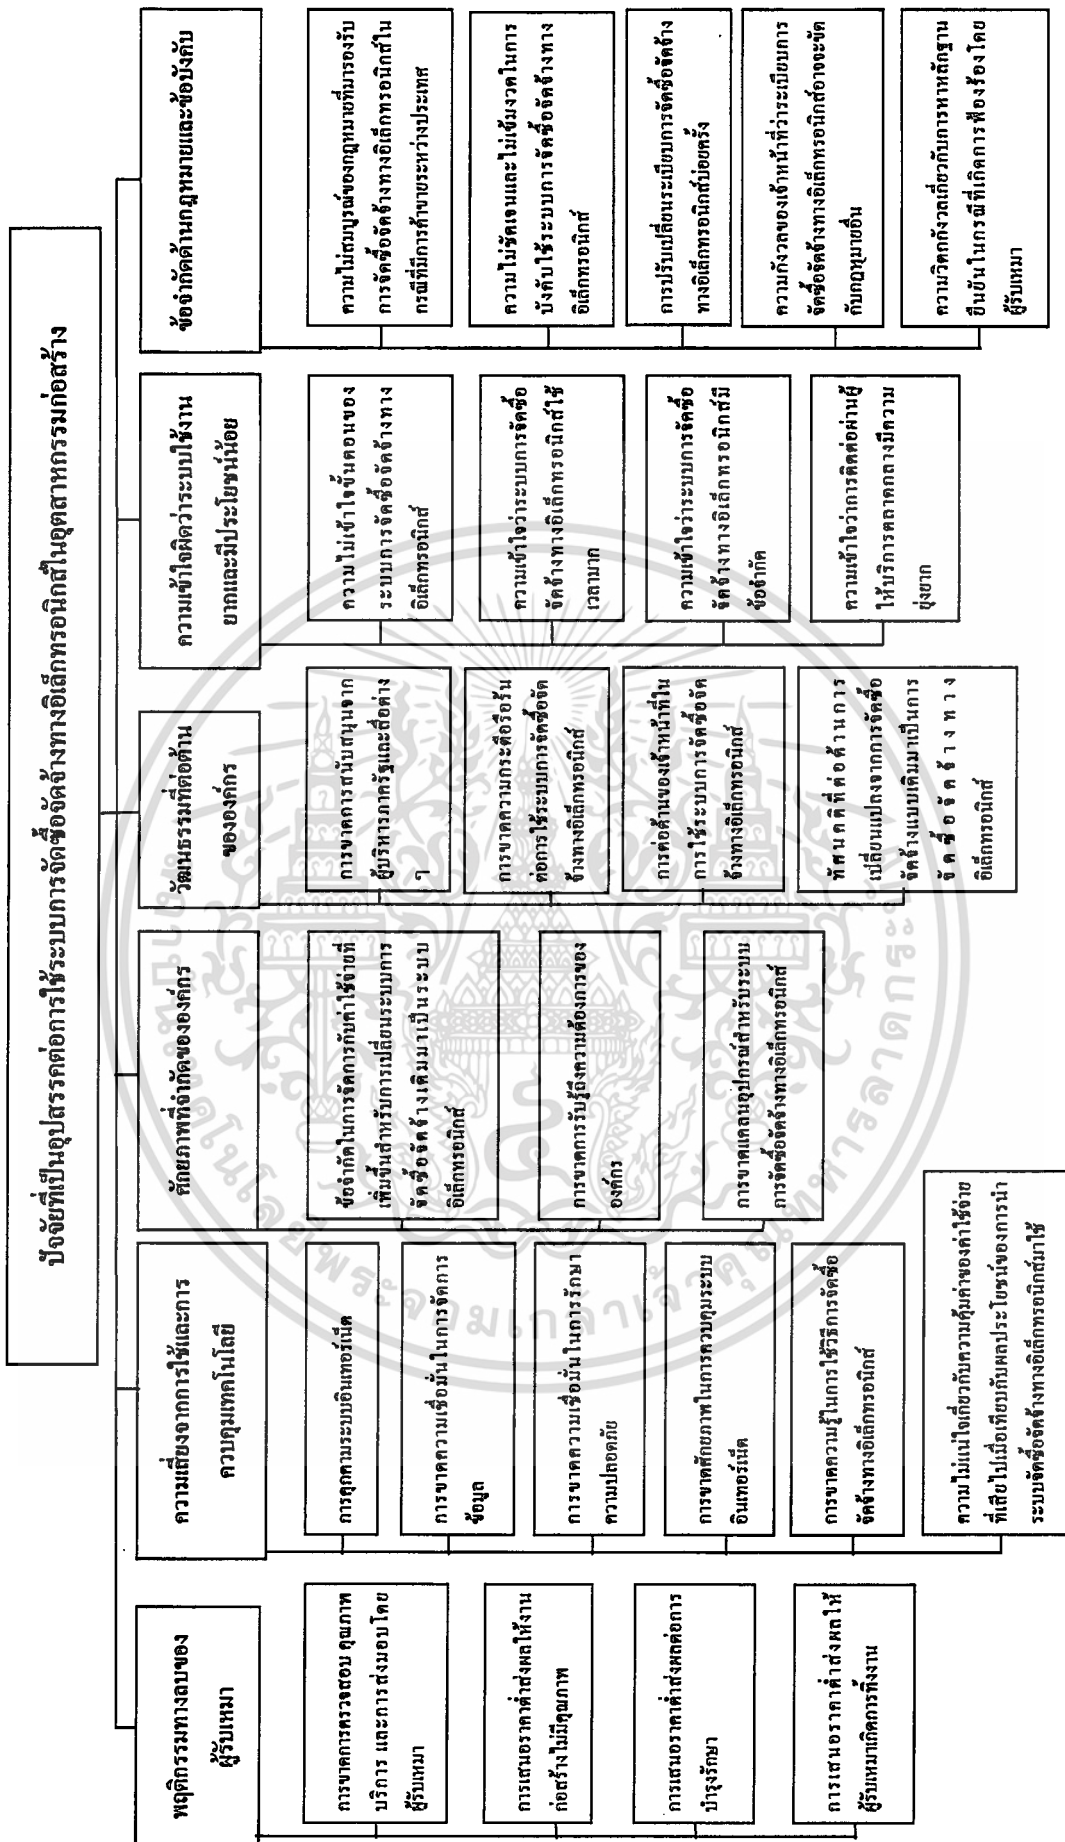 ปัจจัยที่เป็นอุปสรรคต่อการใช้ระบบการจัดซื้อจัดจ้างทางอิเล็กทรอนิกส์ในอุตสาหกรรมก่อสร้าง
พฤติกรรมทางลบของ
ผู้รับเหมา
การขาดการตรวจสอบ คุณภาพ
บริการ และการส่งมอบโดย
ผู้รับเหมา
การเสนอราคาต่ำส่งผลให้งาน
ก่อสร้างไม่มีคุณภาพ
การเสนอราคาต่ำส่งผลต่อการ
บำรุงรักษา
การเสนอราคาต่ำส่งผลให้
ผู้รับเหมาเกิดการทิ้งงาน
ความเสี่ยงจากการใช้และการ
ควบคุมเทคโนโลยี
การคุกคามระบบอินเทอร์เน็ต
การขาดความเชื่อมั่นในการจัดการ
ข้อมูล
การขาดความเชื่อมั่นในการรักษา
ความปลอดภัย
การขาดศักยภาพในการควบคุมระบบ
อินเทอร์เน็ต
การขาดความรู้ในการใช้วิธีการจัดซื้อ
จัดจ้างทางอิเล็กทรอนิกส์
ความไม่แน่ใจเกี่ยวกับความคุ้มค่าของค่าใช้จ่าย
ที่เสียไปเมื่อเทียบกับผลประโยชน์ของการนำ
ระบบจัดซื้อจัดจ้างทางอิเล็กทรอนิกส์มาใช้
ศักยภาพที่จำกัดขององค์กร
ข้อจำกัดในการจัดการกับค่าใช้จ่ายที่
เพิ่มขึ้นสำหรับการเปลี่ยนระบบการ
จัดซื้อจัดจ้างเดิมมาเป็นระบบ
อิเล็กทรอนิกส์
การขาดการรับรู้ถึงความต้องการของ
องค์กร
การขาดแคลนอุปกรณ์สำหรับระบบ
การจัดซื้อจัดจ้างทางอิเล็กทรอนิกส์
วัฒนธรรมที่ต่อต้าน
ขององค์กร
การขาดการสนับสนุนจาก
ผู้บริหารภาครัฐและสื่อต่าง
ๆ
การขาดความกระตือรือร้น
ต่อการใช้ระบบการจัดซื้อจัด
จ้างทางอิเล็กทรอนิกส์
การต่อต้านของเจ้าหน้าที่ใน
การใช้ระบบการจัดซื้อจัด
จ้างทางอิเล็กทรอนิกส์
ทัศนคติที่ต่อต้านการ
เปลี่ยนแปลงจากการจัดซื้อ
จัดจ้างแบบเดิมมาเป็นการ
จัดซื้อจัดจ้างทาง
อิเล็กทรอนิกส์
ความเข้าใจผิดว่าระบบใช้งาน
ยากและมีประโยชน์น้อย
ความไม่เข้าใจขั้นตอนของ
ระบบการจัดซื้อจัดจ้างทาง
อิเล็กทรอนิกส์
ความเข้าใจว่าระบบการจัดซื้อ
จัดจ้างทางอิเล็กทรอนิกส์ใช้
เวลามาก
ความเข้าใจว่าระบบการจัดซื้อ
จัดจ้างทางอิเล็กทรอนิกส์มี
ข้อจำกัด
ความเข้าใจว่าการติดต่อผ่านผู้
ให้บริการตลาดกลางมีความ
ยุ่งยาก
ข้อจำกัดด้านกฎหมายและข้อบังคับ
ความไม่สมบูรณ์ของกฎหมายที่มารองรับ
การจัดซื้อจัดจ้างทางอิเล็กทรอนิกส์ใน
กรณีที่มีการค้าขายระหว่างประเทศ
ความไม่ชัดเจนและไม่เข้มงวดในการ
บังคับใช้ระบบการจัดซื้อจัดจ้างทาง
อิเล็กทรอนิกส์
การปรับเปลี่ยนระเบียบการจัดซื้อจัดจ้าง
ทางอิเล็กทรอนิกส์บ่อยครั้ง
ความกังวลของเจ้าหน้าที่ว่าระเบียบการ
จัดซื้อจัดจ้างทางอิเล็กทรอนิกส์อาจจะขัด
กับกฎหมายอื่น
ความวิตกกังวลเกี่ยวกับการหาหลักฐาน
ยืนยันในกรณีที่เกิดการฟ้องร้องโดย
ผู้รับเหมา
สถาบันเทคโนโลยีพระจอมเกล้าเจ้าคุณทหารลาดกระบัง